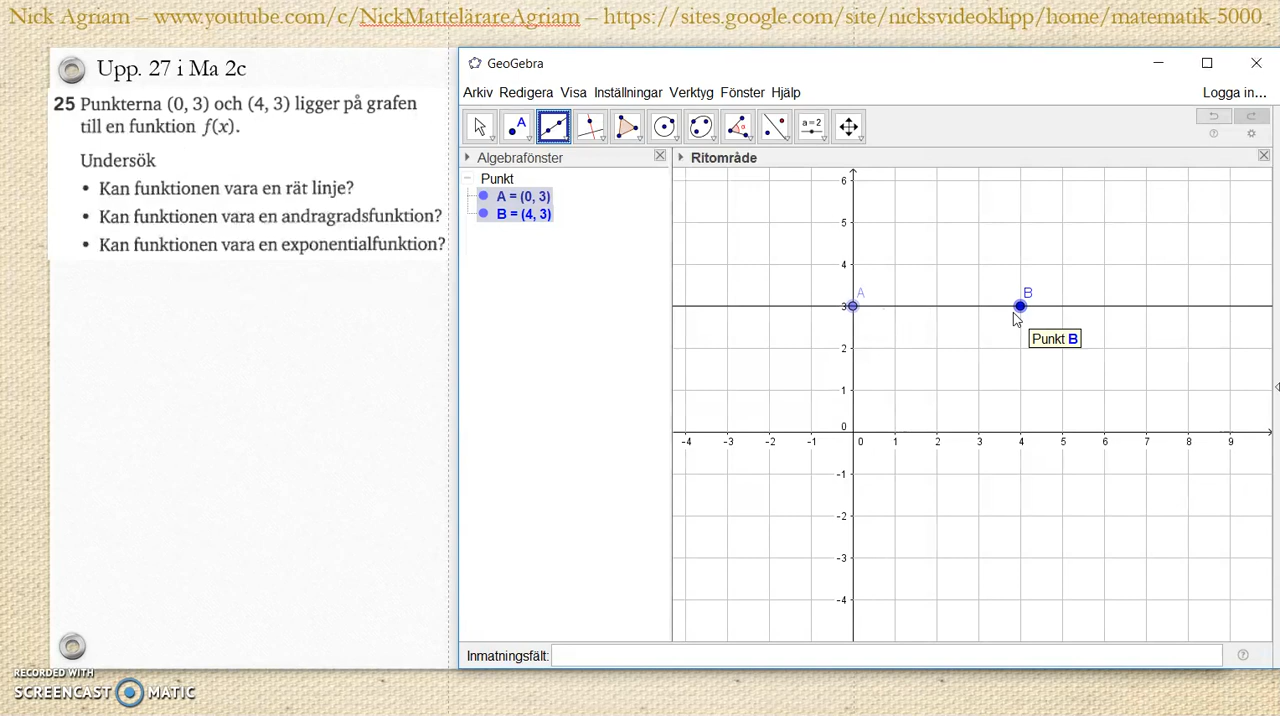 Nick Agriam – www.youtube.com/c/NickMattelärareAgriam – https://sites.google.com/site/nicksvideoklipp/home/matematik-5000
Upp. 27 i Ma 2c
25 Punkterna (0, 3) och (4, 3) ligger på grafen
till en funktion f(x).
Undersök
• Kan funktionen vara en rät linje?
• Kan funktionen vara en andragradsfunktion?
• Kan funktionen vara en exponentialfunktion?
GeoGebra
Arkiv Redigera Visa Inställningar Verktyg Fönster Hjälp
Logga in...
A
a = 2
Algebrafönster
Ritområde
Punkt
A = (0, 3)
B = (4, 3)
6
5
4
3
2
1
0
-1
-2
-3
-4
A
B
Punkt B
-4 -3 -2 -1 0 1 2 3 4 5 6 7 8 9
Inmatningsfält:
RECORDED WITH
SCREENCAST MATIC